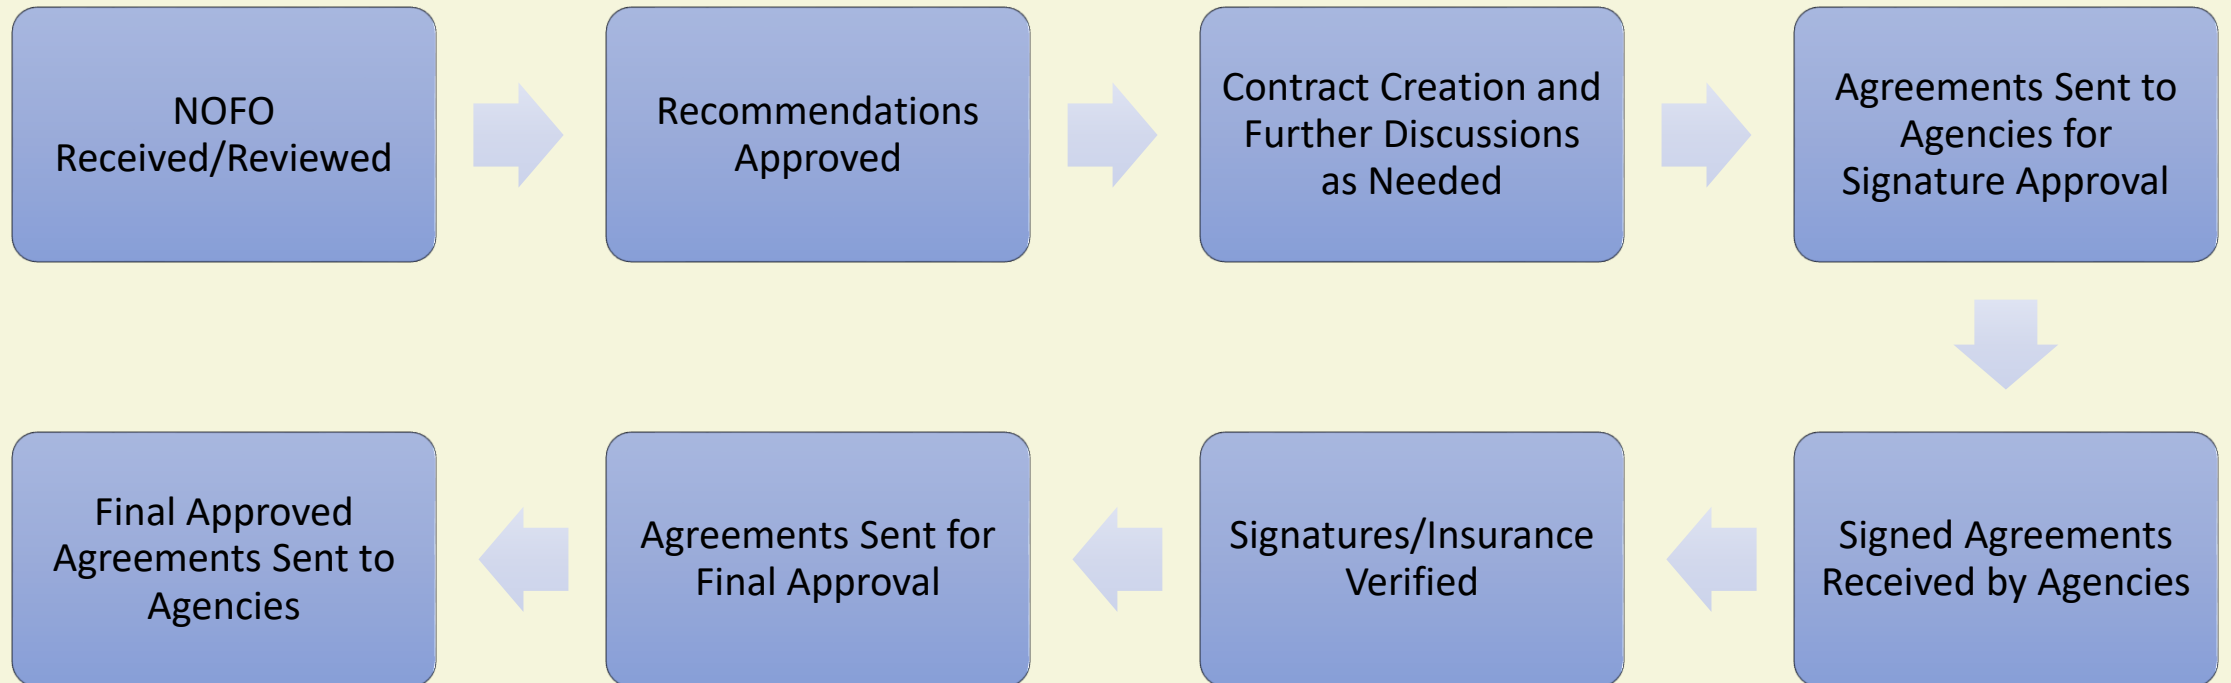 NOFO
Received/Reviewed
Recommendations
Approved
Contract Creation and
Further Discussions
as Needed
Agreements Sent to
Agencies for
Signature Approval
Signed Agreements
Received by Agencies
Signatures/Insurance
Verified
Agreements Sent for
Final Approval
Final Approved
Agreements Sent to
Agencies